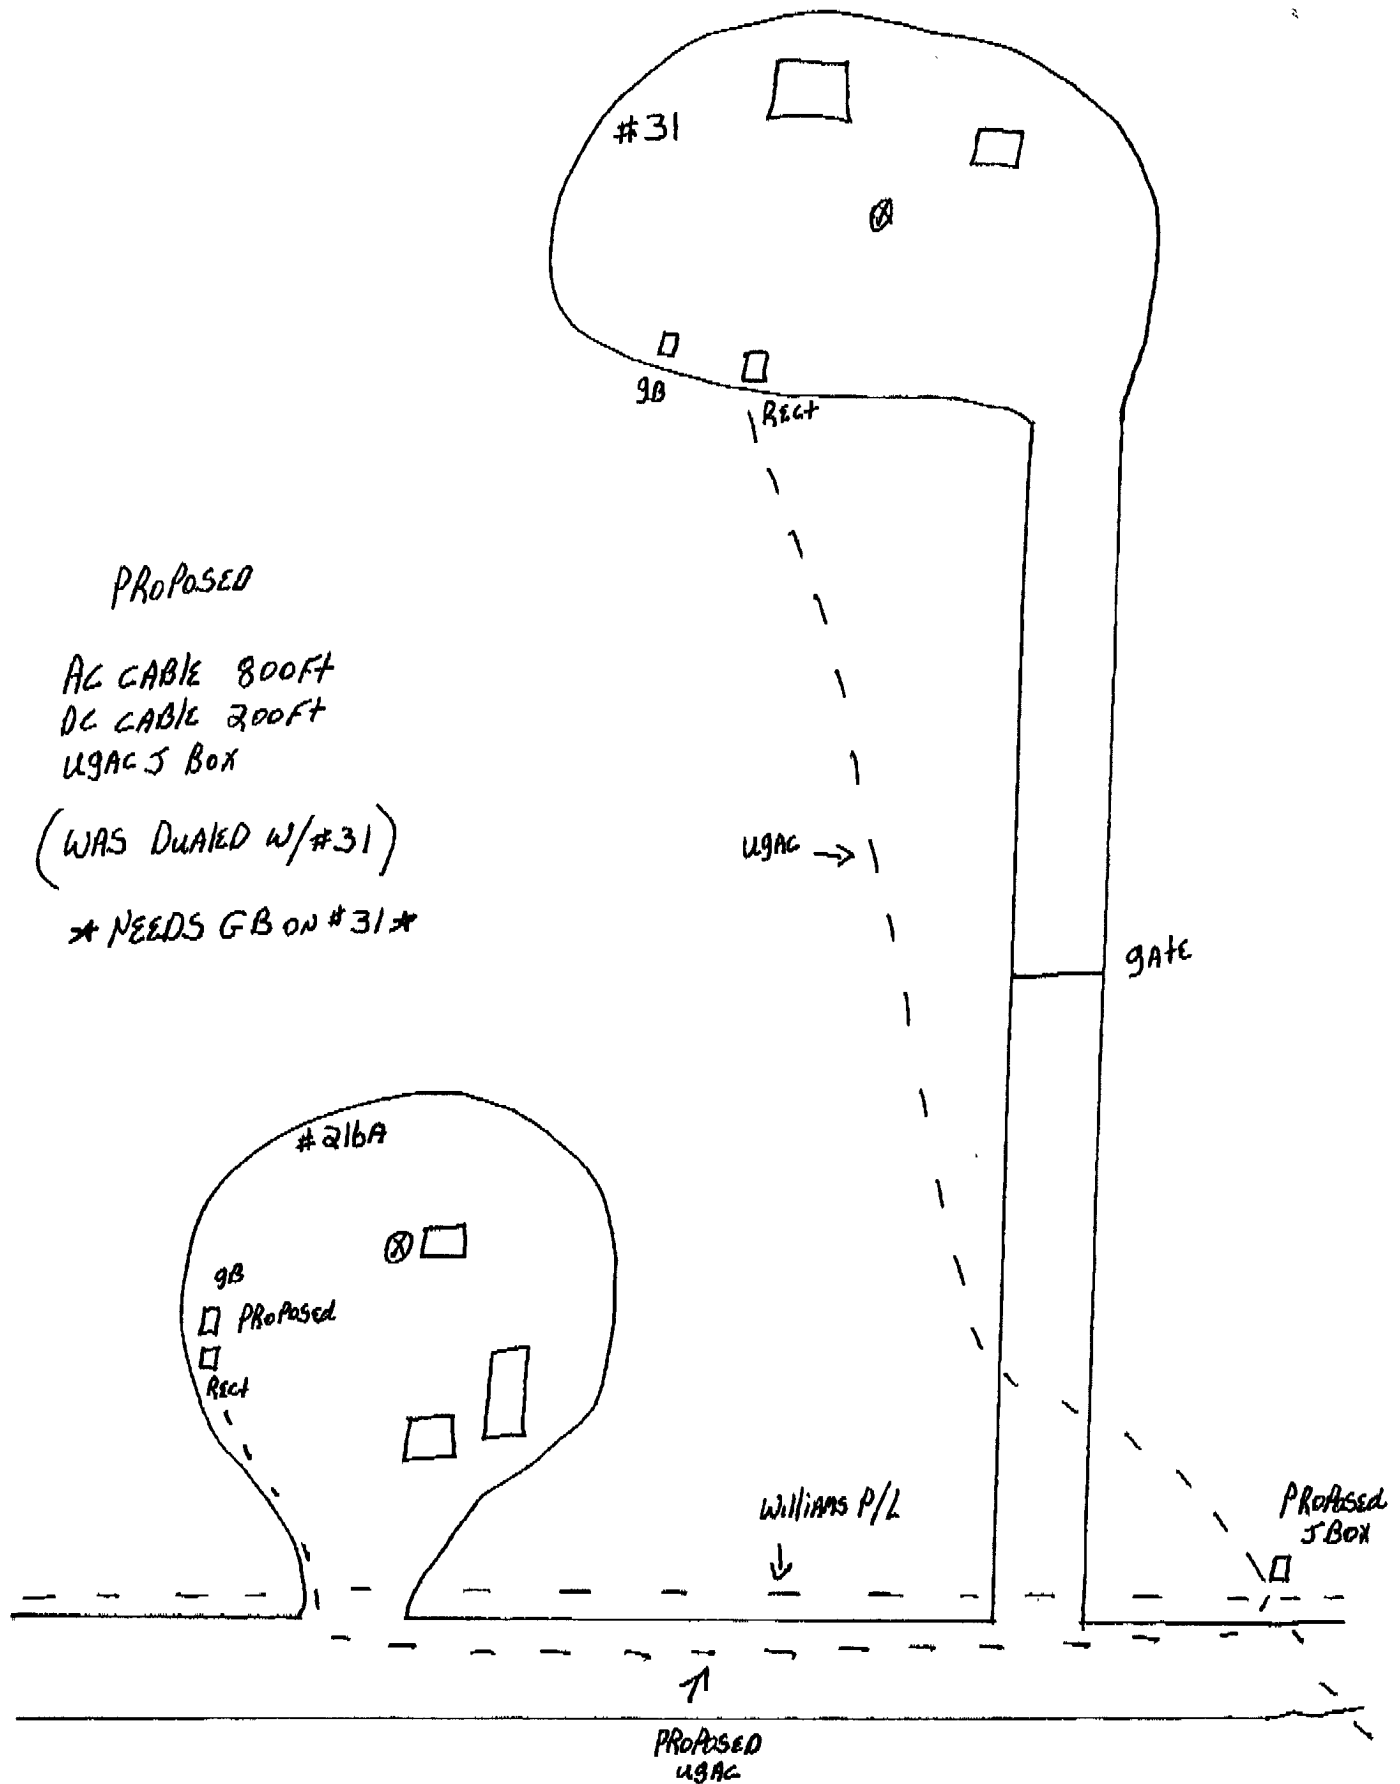 #31
gB
RECt
PROPOSED
AC CABlE 800Ft
DC CABlE 200Ft
UgAC J BOX
(WAS DUAlED W/#31)
* NEEDS GB ON #31 *
UgAC
gAtE
#216A
gB
PROPOSEd
RECt
WilliAMS P/L
PROPOSEd
J BOX
PROPOSED
UgAC